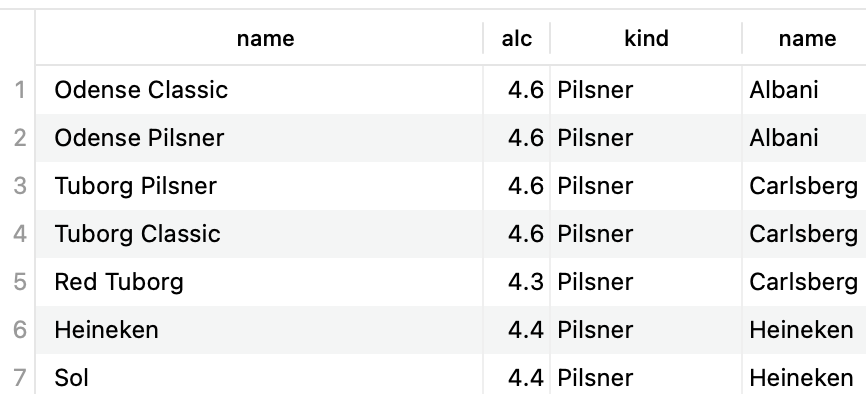 name alc kind name
1 Odense Classic 4.6 Pilsner Albani
2 Odense Pilsner 4.6 Pilsner Albani
3 Tuborg Pilsner 4.6 Pilsner Carlsberg
4 Tuborg Classic 4.6 Pilsner Carlsberg
5 Red Tuborg 4.3 Pilsner Carlsberg
6 Heineken 4.4 Pilsner Heineken
7 Sol 4.4 Pilsner Heineken